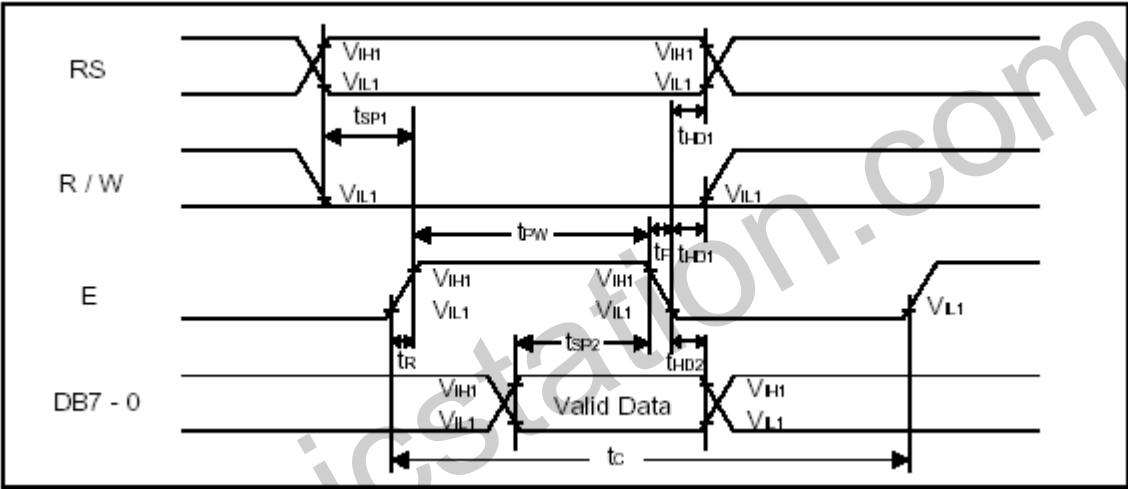 RS
VIH1
VIL1
VIH1
VIL1
tSP1
tHD1
R / W
VIL1
VIL1
tPW
tF
tHD1
E
VIH1
VIL1
VIH1
VIL1
VIL1
tR
tSP2
tHD2
DB7 - 0
VIH1
VIL1
Valid Data
VIH1
VIL1
tC
icstation.com